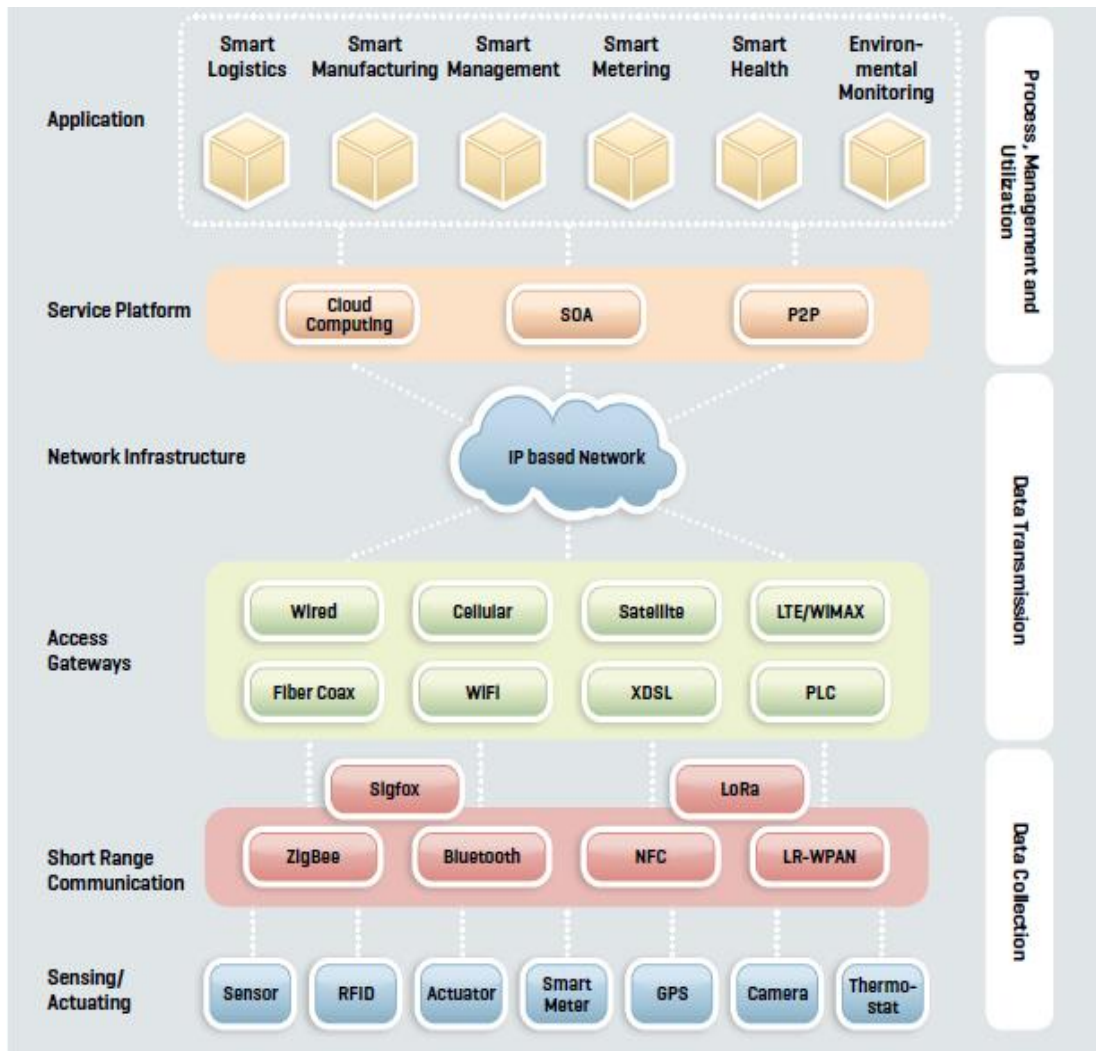 Smart
Logistics
Smart
Manufacturing
Smart
Management
Smart
Metering
Smart
Health
Environ-
mental
Monitoring
Application
Process, Management and
Utilization
Service Platform
Cloud
Computing
SOA
P2P
Network Infrastructure
IP based Network
Data Transmission
Access
Gateways
Wired
Cellular
Satellite
LTE/WIMAX
Fiber Coax
WIFI
XDSL
PLC
Sigfox
LoRa
Short Range
Communication
ZigBee
Bluetooth
NFC
LR-WPAN
Data Collection
Sensing/
Actuating
Sensor
RFID
Actuator
Smart
Meter
GPS
Camera
Thermo-
stat